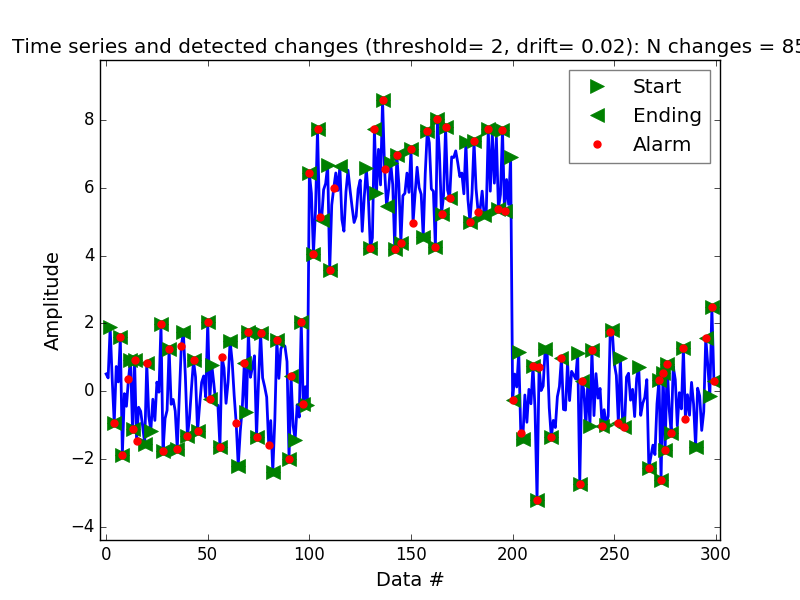 Time series and detected changes (threshold= 2, drift= 0.02): N changes = 85
Start
Ending
Alarm
8
6
4
2
0
−2
−4
Amplitude
0 50 100 150 200 250 300
Data #